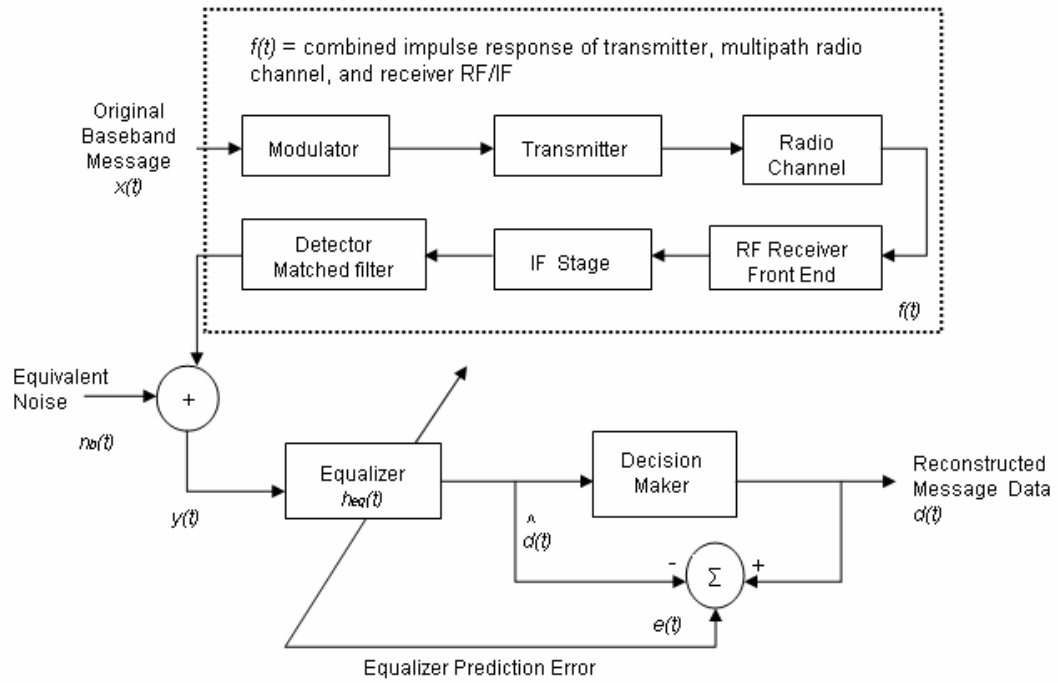 f(t) = combined impulse response of transmitter, multipath radio
channel, and receiver RF/IF
Original
Baseband
Message
x(t)
Modulator
Transmitter
Radio
Channel
Detector
Matched filter
IF Stage
RF Receiver
Front End
f(t)
Equivalent
Noise
nb(t)
+
y(t)
Equalizer
heq(t)
Decision
Maker
Reconstructed
Message Data
d(t)
^
d(t)
-
Σ
+
e(t)
Equalizer Prediction Error